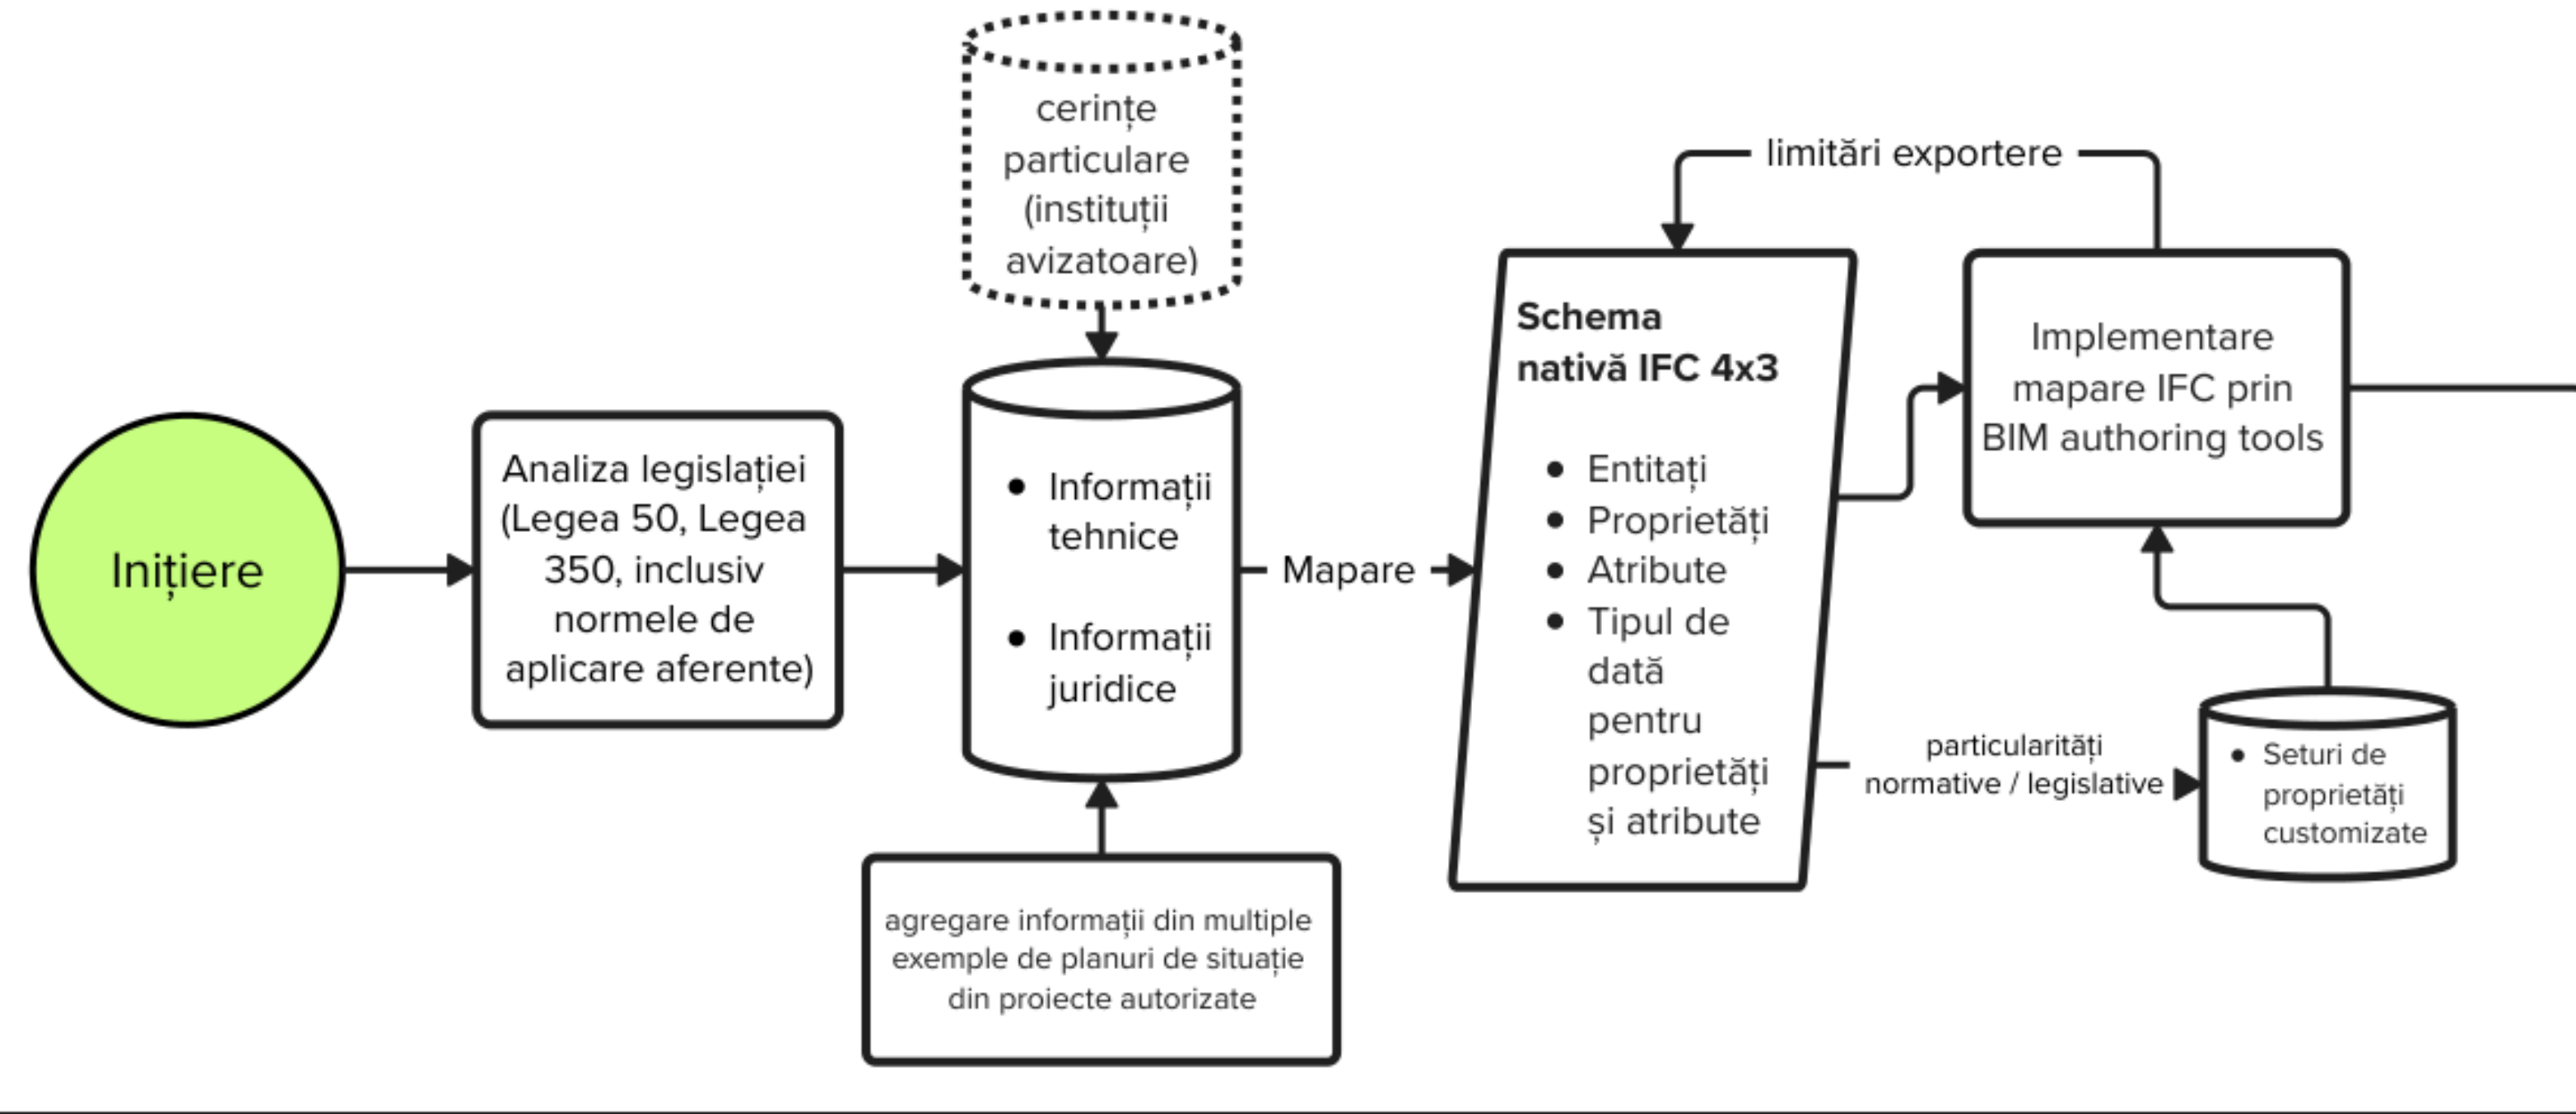 Inițiere
Analiza legislației
(Legea 50, Legea
350, inclusiv
normele de
aplicare aferente)
cerințe
particulare
(instituții
avizatoare)
• Informații
tehnice
• Informații
juridice
agregare informații din multiple
exemple de planuri de situație
din proiecte autorizate
Mapare
Schema
nativă IFC 4x3
• Entitați
• Proprietăți
• Atribute
• Tipul de
dată
pentru
proprietăți
și atribute
limitări exportere
Implementare
mapare IFC prin
BIM authoring tools
particularități
normative / legislative
• Seturi de
proprietăți
customizate